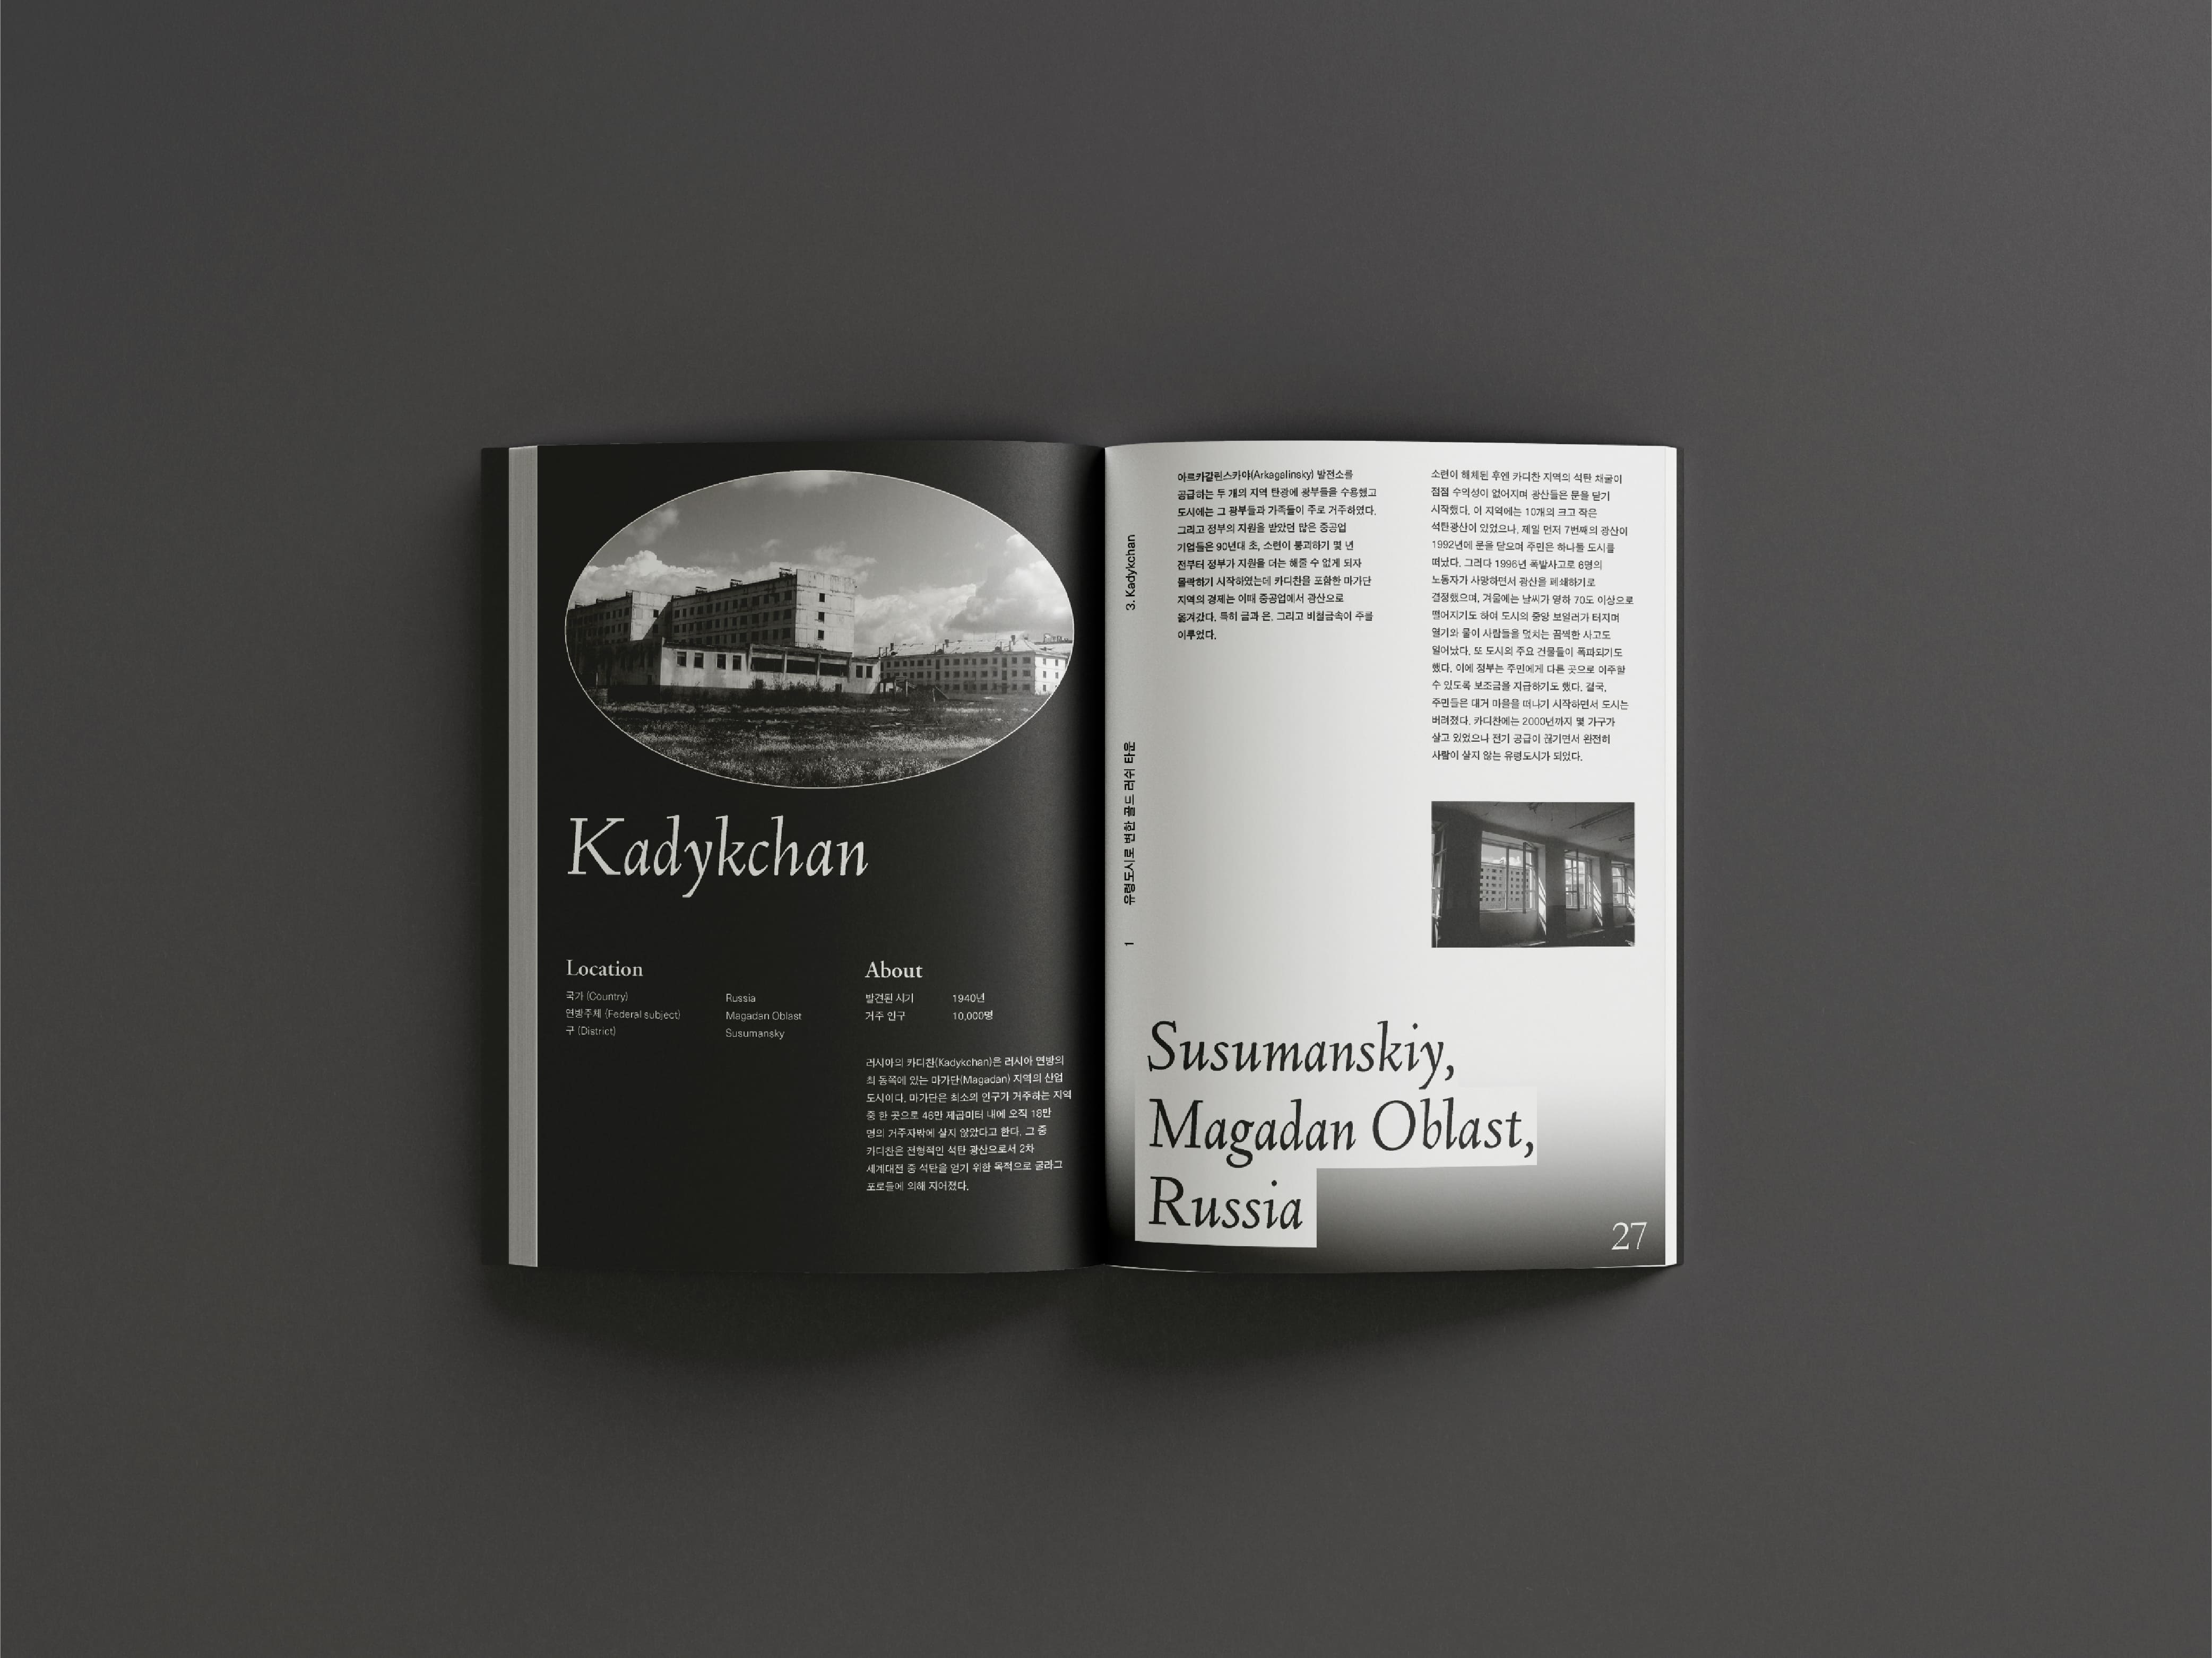 Kadykchan
Location
국가 (Country)
Russia
연방주체 (Federal subject)
Magadan Oblast
구 (District)
Susumansky
About
발견된 시기
1940년
거주 인구
10,000명
러시아의 카디찬(Kadykchan)은 러시아 연방의
최 동쪽에 있는 마가단(Magadan) 지역의 산업
도시이다. 마가단은 최소의 인구가 거주하는 지역
중 한 곳으로 46만 제곱미터 내에 오직 18만
명의 거주자밖에 살지 않았다고 한다. 그 중
카디찬은 전형적인 석탄 광산으로서 2차
세계대전 중 석탄을 얻기 위한 목적으로 굴라그
포로들에 의해 지어졌다.
3. Kadykchan
유령도시로 변한 골드 러쉬 타운
1
아르카갈린스카야(Arkagalinsky) 발전소를
공급하는 두 개의 지역 탄광에 광부들을 수용했고
도시에는 그 광부들과 가족들이 주로 거주하였다.
그리고 정부의 지원을 받았던 많은 중공업
기업들은 90년대 초, 소련이 붕괴하기 몇 년
전부터 정부가 지원을 더는 해줄 수 없게 되자
몰락하기 시작하였는데 카디찬을 포함한 마가단
지역의 경제는 이때 중공업에서 광산으로
옮겨갔다. 특히 금과 은, 그리고 비철금속이 주를
이루었다.
소련이 해체된 후엔 카디찬 지역의 석탄 채굴이
점점 수익성이 없어지며 광산들은 문을 닫기
시작했다. 이 지역에는 10개의 크고 작은
석탄광산이 있었으나, 제일 먼저 7번째의 광산이
1992년에 문을 닫으며 주민은 하나둘 도시를
떠났다. 그러다 1996년 폭발사고로 6명의
노동자가 사망하면서 광산을 폐쇄하기로
결정했으며, 겨울에는 날씨가 영하 70도 이상으로
떨어지기도 하여 도시의 중앙 보일러가 터지며
열기와 물이 사람들을 덮치는 끔찍한 사고도
일어났다. 또 도시의 주요 건물들이 폭파되기도
했다. 이에 정부는 주민에게 다른 곳으로 이주할
수 있도록 보조금을 지급하기도 했다. 결국,
주민들은 대거 마을을 떠나기 시작하면서 도시는
버려졌다. 카디찬에는 2000년까지 몇 가구가
살고 있었으나 전기 공급이 끊기면서 완전히
사람이 살지 않는 유령도시가 되었다.
Susumanskiy,
Magadan Oblast,
Russia
27